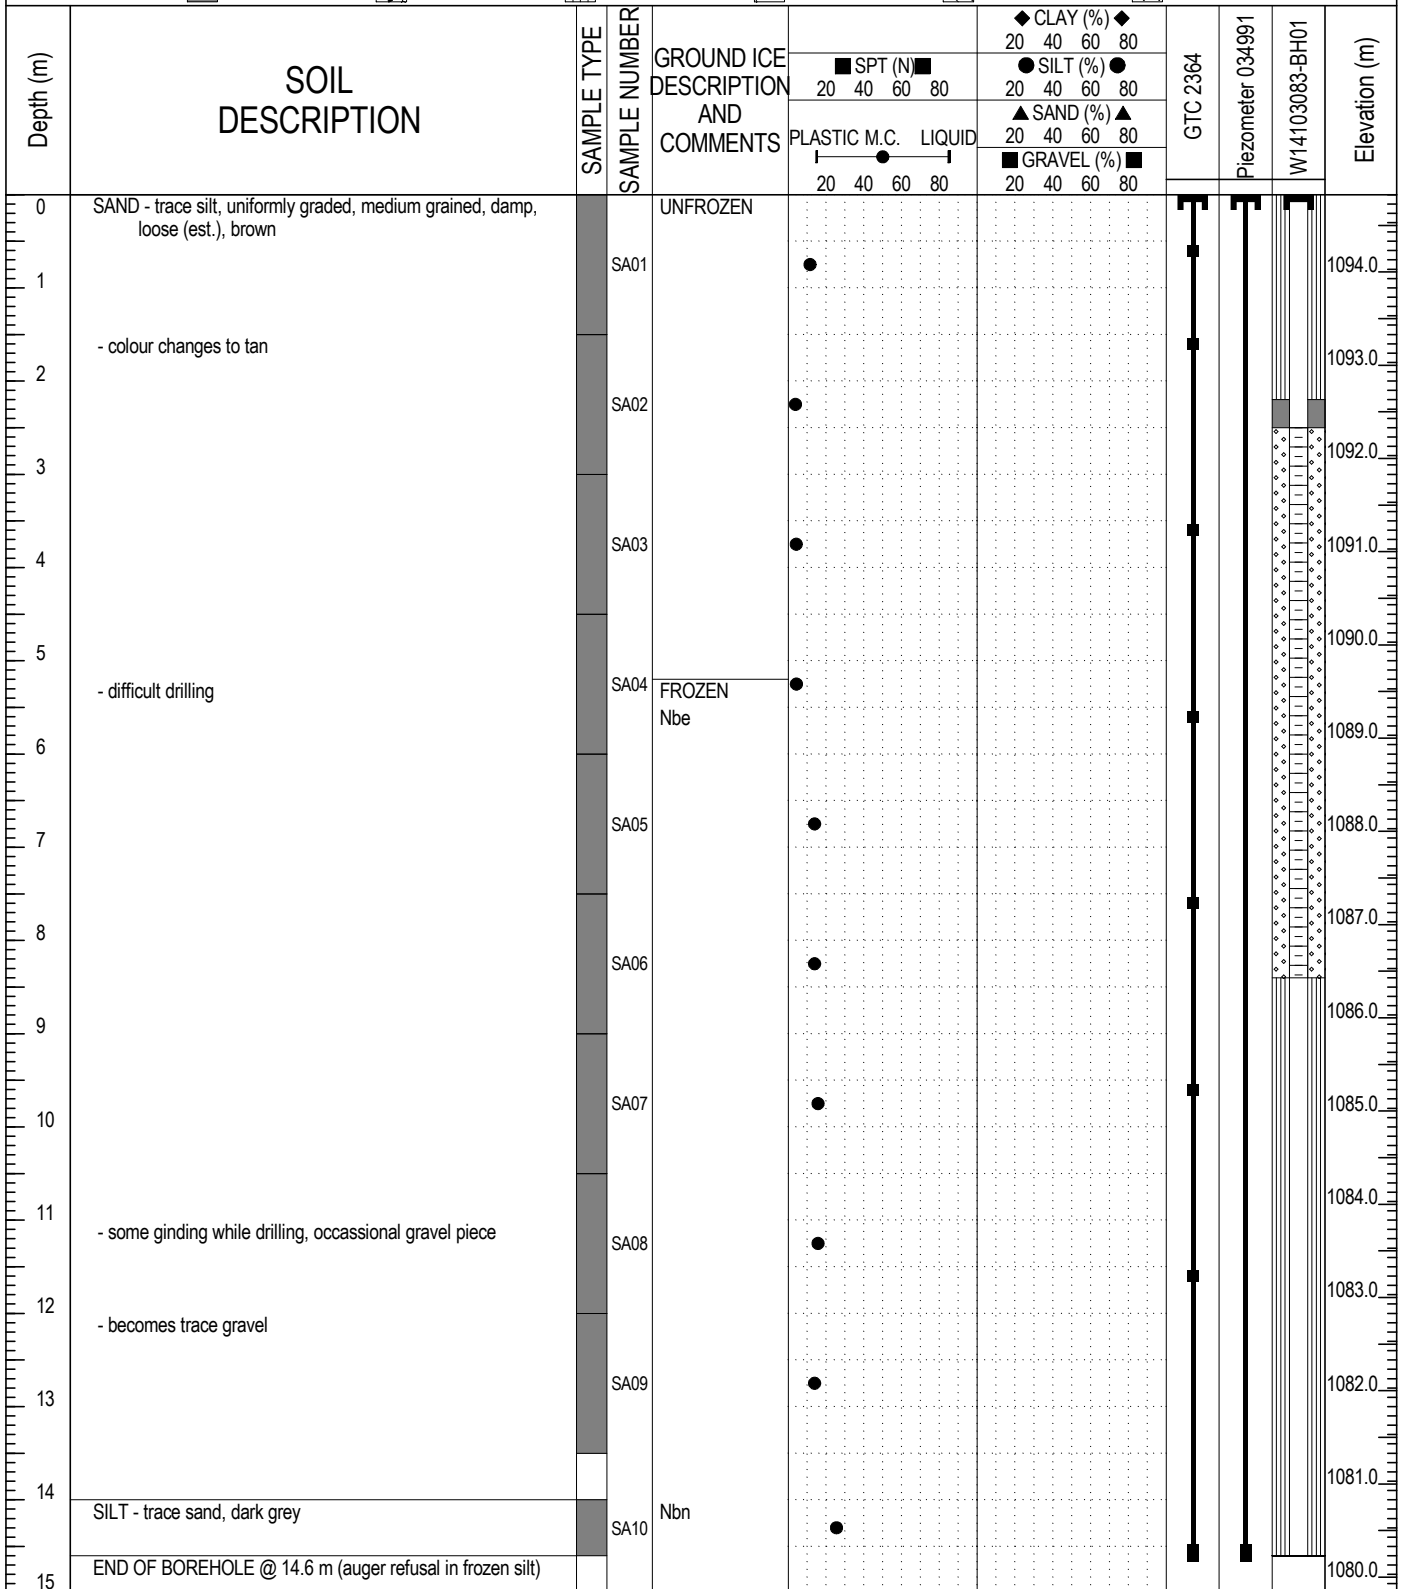 Depth (m)
SOIL
DESCRIPTION
SAMPLE TYPE
SAMPLE NUMBER
GROUND ICE
DESCRIPTION
AND
COMMENTS
SPT (N)
20 40 60 80
PLASTIC M.C. LIQUID
20 40 60 80
CLAY (%)
20 40 60 80
SILT (%)
20 40 60 80
SAND (%)
20 40 60 80
GRAVEL (%)
20 40 60 80
GTC 2364
Piezometer 034991
W14103083-BH01
Elevation (m)
0
SAND - trace silt, uniformly graded, medium grained, damp,
loose (est.), brown
UNFROZEN
SA01
1094.0
1
- colour changes to tan
1093.0
2
SA02
1092.0
3
SA03
1091.0
4
1090.0
5
- difficult drilling
SA04
FROZEN
Nbe
1089.0
6
SA05
1088.0
7
1087.0
8
SA06
1086.0
9
SA07
1085.0
10
1084.0
11
- some ginding while drilling, occassional gravel piece
SA08
1083.0
12
- becomes trace gravel
SA09
1082.0
13
1081.0
14
SILT - trace sand, dark grey
SA10
Nbn
END OF BOREHOLE @ 14.6 m (auger refusal in frozen silt)
1080.0
15